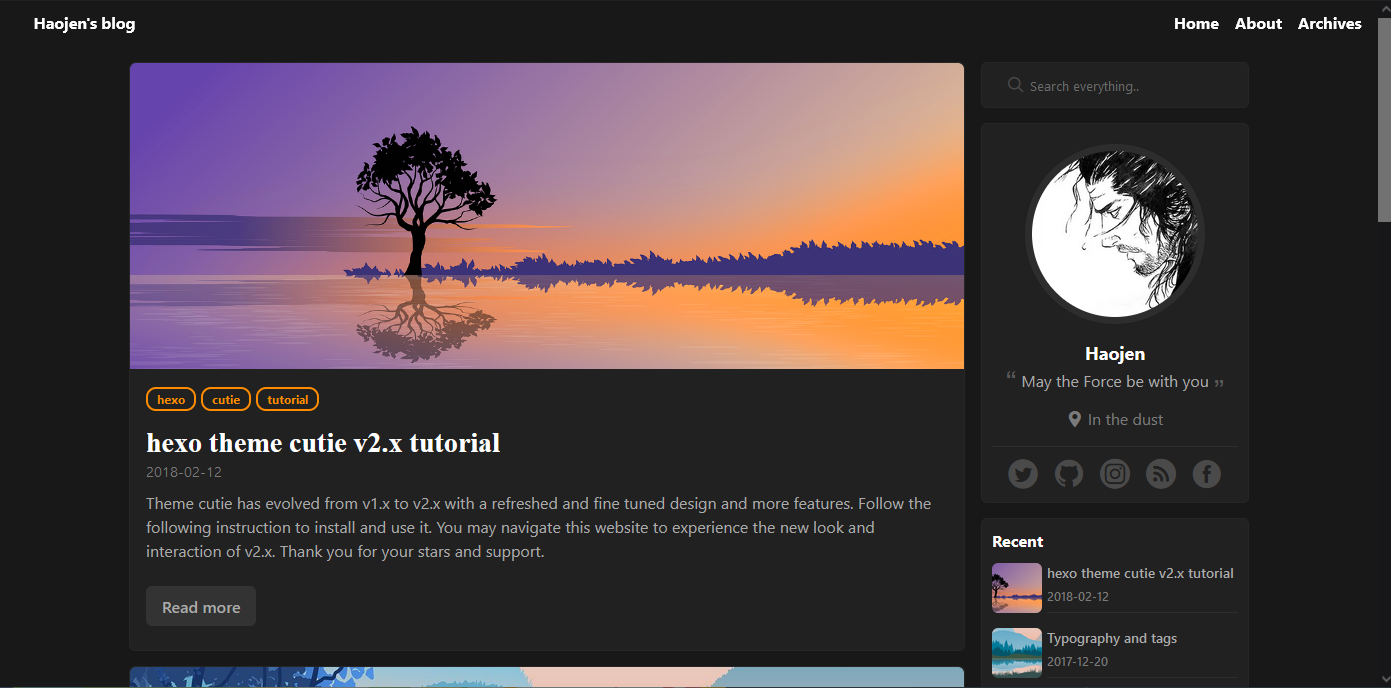 Haojen's blog
Home About Archives
Search everything..
hexo cutie tutorial
hexo theme cutie v2.x tutorial
2018-02-12
Theme cutie has evolved from v1.x to v2.x with a refreshed and fine tuned design and more features. Follow the
following instruction to install and use it. You may navigate this website to experience the new look and
interaction of v2.x. Thank you for your stars and support.
Read more
Haojen
“ May the Force be with you ”
In the dust
Recent
hexo theme cutie v2.x tutorial
2018-02-12
Typography and tags
2017-12-20